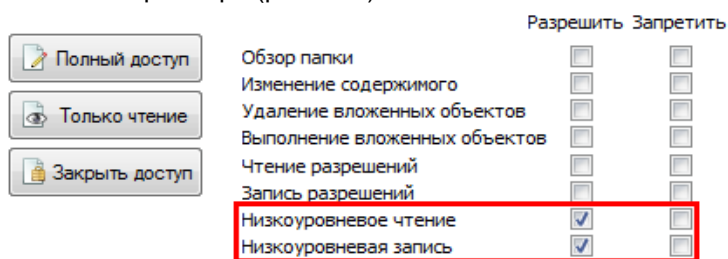 Разрешить Запретить
Полный доступ
Только чтение
Закрыть доступ
Обзор папки
Изменение содержимого
Удаление вложенных объектов
Выполнение вложенных объектов
Чтение разрешений
Запись разрешений
Низкоуровневое чтение
Низкоуровневая запись